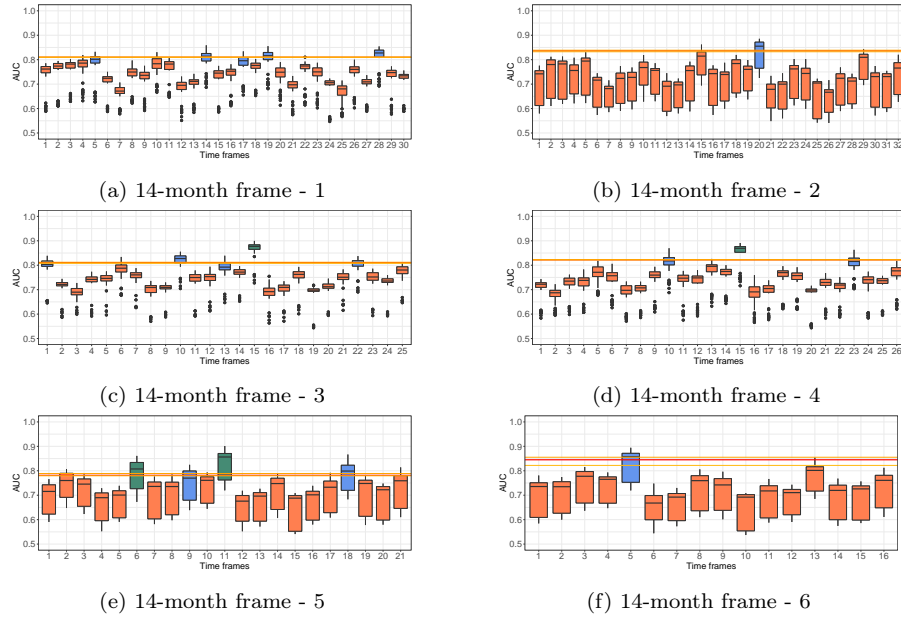 1.0
0.9
0.8
0.7
0.6
0.5
AUC
1 2 3 4 5 6 7 8 9 10 11 12 13 14 15 16 17 18 19 20 21 22 23 24 25 26 27 28 29 30
Time frames
(a) 14-month frame - 1
1.0
0.9
0.8
0.7
0.6
0.5
AUC
1 2 3 4 5 6 7 8 9 10 11 12 13 14 15 16 17 18 19 20 21 22 23 24 25 26 27 28 29 30 31 32
Time frames
(b) 14-month frame - 2
1.0
0.9
0.8
0.7
0.6
0.5
AUC
1 2 3 4 5 6 7 8 9 10 11 12 13 14 15 16 17 18 19 20 21 22 23 24 25
Time frames
(c) 14-month frame - 3
1.0
0.9
0.8
0.7
0.6
0.5
AUC
1 2 3 4 5 6 7 8 9 10 11 12 13 14 15 16 17 18 19 20 21 22 23 24 25 26
Time frames
(d) 14-month frame - 4
1.0
0.9
0.8
0.7
0.6
0.5
AUC
1 2 3 4 5 6 7 8 9 10 11 12 13 14 15 16 17 18 19 20 21
Time frames
(e) 14-month frame - 5
1.0
0.9
0.8
0.7
0.6
0.5
AUC
1 2 3 4 5 6 7 8 9 10 11 12 13 14 15 16
Time frames
(f) 14-month frame - 6